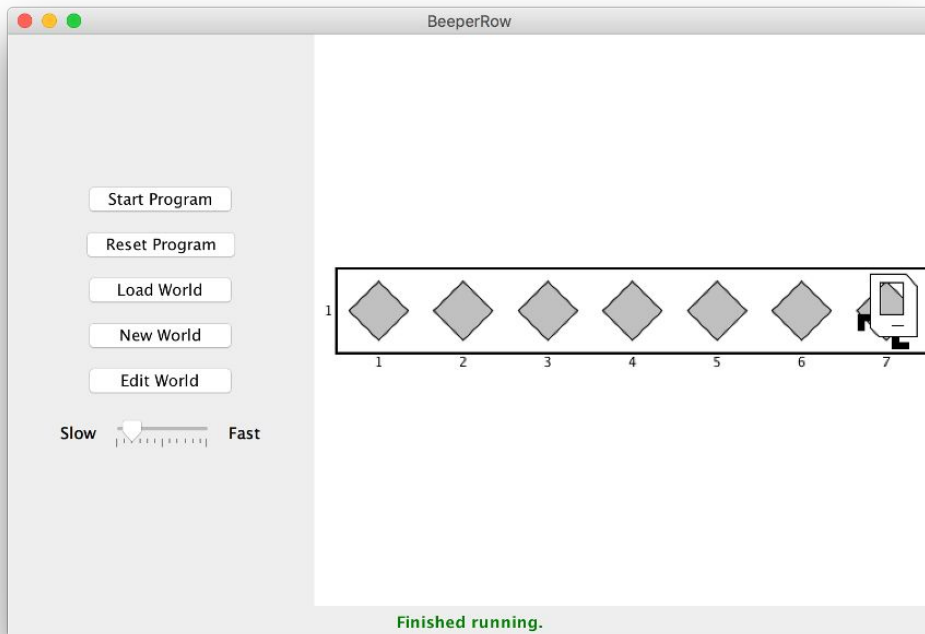 BeeperRow
Start Program
Reset Program
Load World
New World
Edit World
Slow Fast
1
1 2 3 4 5 6 7
Finished running.